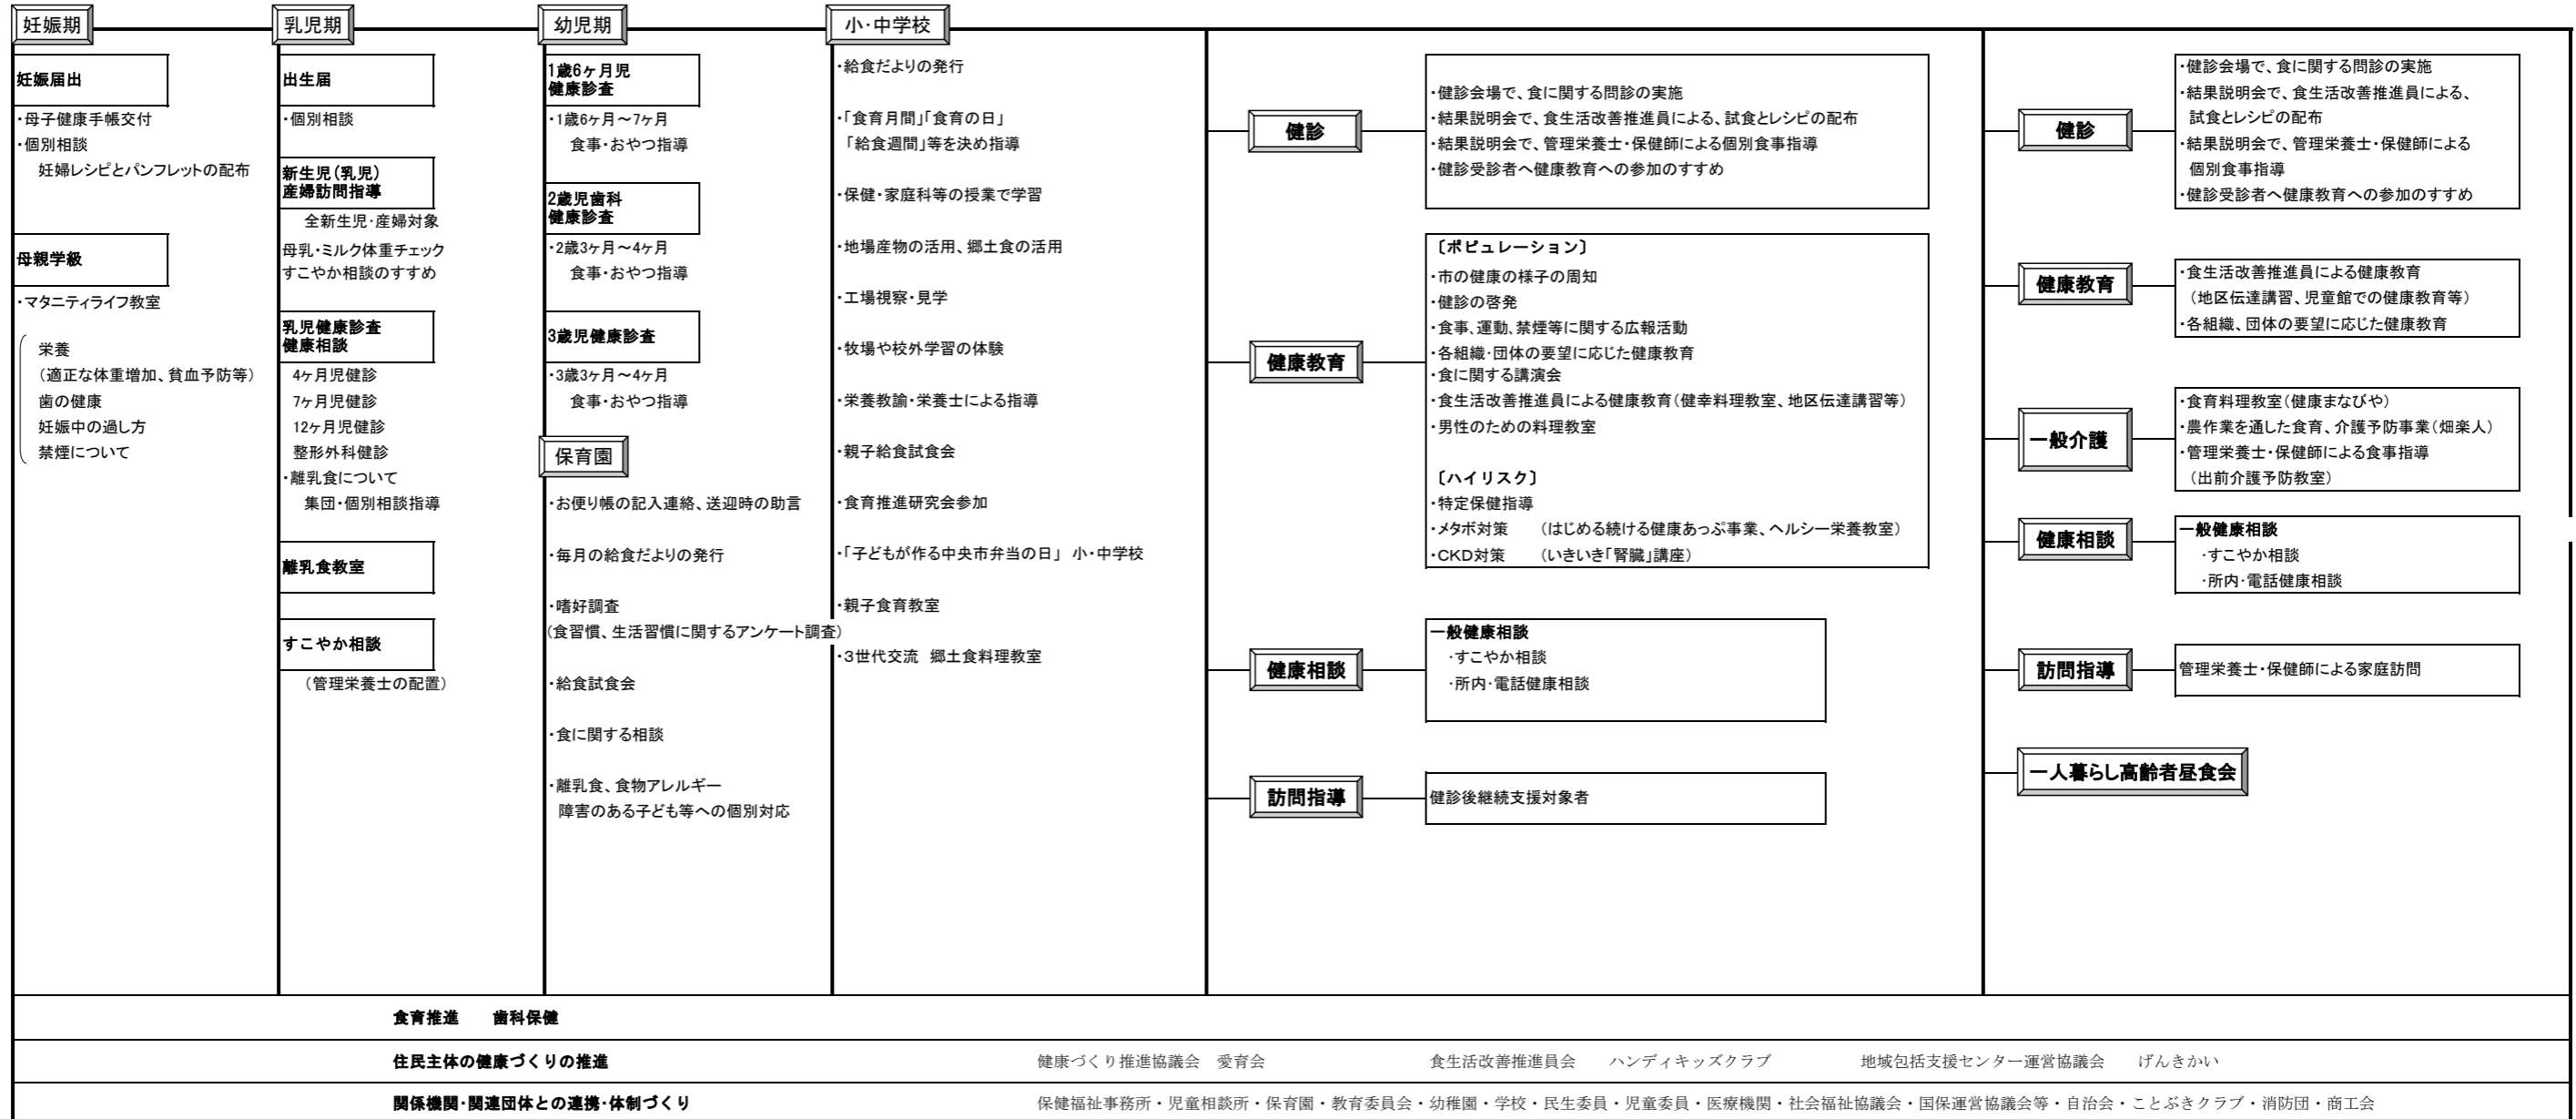 妊娠期
妊娠届出
・母子健康手帳交付
・個別相談
妊婦レシピとパンフレットの配布
母親学級
・マタニティライフ教室
栄養
(適正な体重増加、貧血予防等)
歯の健康
妊娠中の過し方
禁煙について
乳児期
出生届
・個別相談
新生児(乳児)
産婦訪問指導
全新生児・産婦対象
母乳・ミルク体重チェック
すこやか相談のすすめ
乳児健康診査
健康相談
4ヶ月児健診
7ヶ月児健診
12ヶ月児健診
整形外科健診
・離乳食について
集団・個別相談指導
離乳食教室
すこやか相談
(管理栄養士の配置)
幼児期
1歳6ヶ月児
健康診査
・1歳6ヶ月～7ヶ月
食事・おやつ指導
2歳児歯科
健康診査
・2歳3ヶ月～4ヶ月
食事・おやつ指導
3歳児健康診査
・3歳3ヶ月～4ヶ月
食事・おやつ指導
保育園
・お便り帳の記入連絡、送迎時の助言
・毎月の給食だよりの発行
・嗜好調査
(食習慣、生活習慣に関するアンケート調査)
・給食試食会
・食に関する相談
・離乳食、食物アレルギー
障害のある子ども等への個別対応
小・中学校
・給食だよりの発行
・「食育月間」「食育の日」
「給食週間」等を決め指導
・保健・家庭科等の授業で学習
・地場産物の活用、郷土食の活用
・工場視察・見学
・牧場や校外学習の体験
・栄養教諭・栄養士による指導
・親子給食試食会
・食育推進研究会参加
・「子どもが作る中央市弁当の日」 小・中学校
・親子食育教室
・3世代交流 郷土食料理教室
健診
・健診会場で、食に関する問診の実施
・結果説明会で、食生活改善推進員による、試食とレシピの配布
・結果説明会で、管理栄養士・保健師による個別食事指導
・健診受診者へ健康教育への参加のすすめ
健康教育
〔ポピュレーション〕
・市の健康の様子の周知
・健診の啓発
・食事、運動、禁煙等に関する広報活動
・各組織・団体の要望に応じた健康教育
・食に関する講演会
・食生活改善推進員による健康教育(健幸料理教室、地区伝達講習等)
・男性のための料理教室
〔ハイリスク〕
・特定保健指導
・メタボ対策 (はじめる続ける健康あっぷ事業、ヘルシー栄養教室)
・CKD対策 (いきいき「腎臓」講座)
健康相談
一般健康相談
・すこやか相談
・所内・電話健康相談
訪問指導
健診後継続支援対象者
健診
・健診会場で、食に関する問診の実施
・結果説明会で、食生活改善推進員による、
試食とレシピの配布
・結果説明会で、管理栄養士・保健師による
個別食事指導
・健診受診者へ健康教育への参加のすすめ
健康教育
・食生活改善推進員による健康教育
(地区伝達講習、児童館での健康教育等)
・各組織、団体の要望に応じた健康教育
一般介護
・食育料理教室(健康まなびや)
・農作業を通した食育、介護予防事業(畑楽人)
・管理栄養士・保健師による食事指導
(出前介護予防教室)
健康相談
一般健康相談
・すこやか相談
・所内・電話健康相談
訪問指導
管理栄養士・保健師による家庭訪問
一人暮らし高齢者昼食会
食育推進 歯科保健
住民主体の健康づくりの推進 健康づくり推進協議会 愛育会 食生活改善推進員会 ハンディキッズクラブ 地域包括支援センター運営協議会 げんきかい
関係機関・関連団体との連携・体制づくり 保健福祉事務所・児童相談所・保育園・教育委員会・幼稚園・学校・民生委員・児童委員・医療機関・社会福祉協議会・国保運営協議会等・自治会・ことぶきクラブ・消防団・商工会